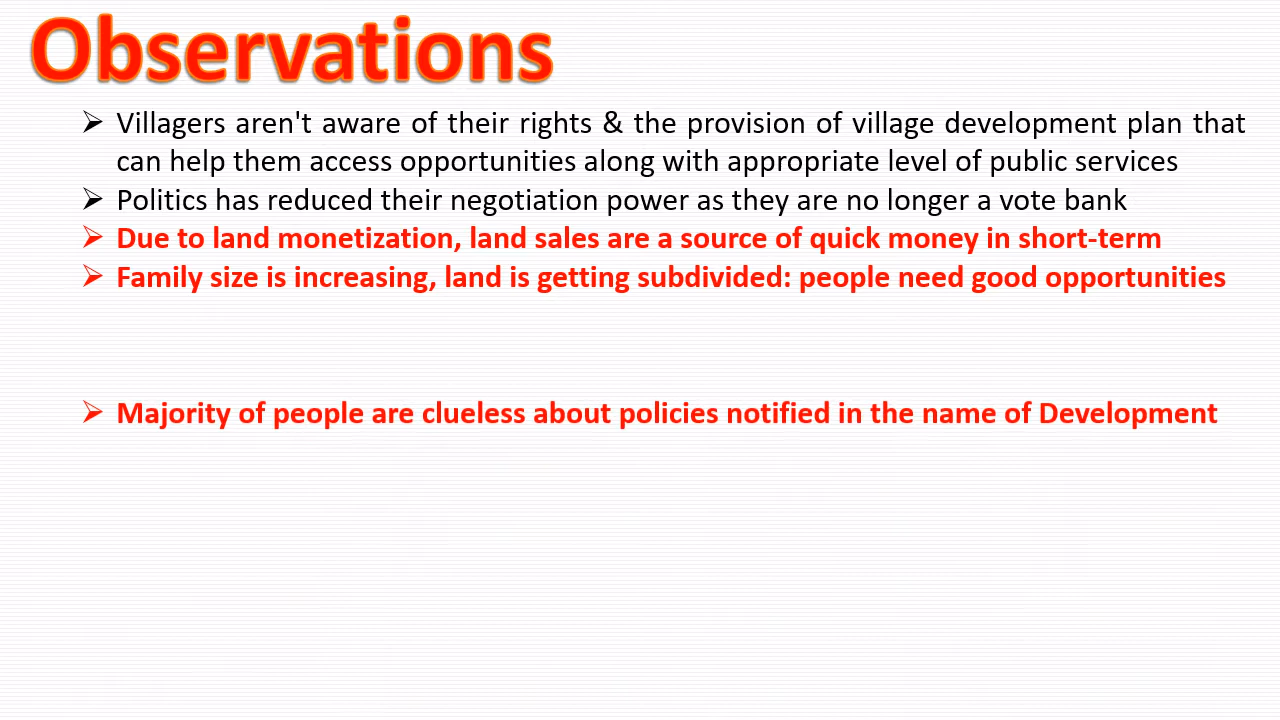 Observations
➢ Villagers aren't aware of their rights & the provision of village development plan that
can help them access opportunities along with appropriate level of public services
➢ Politics has reduced their negotiation power as they are no longer a vote bank
➢ Due to land monetization, land sales are a source of quick money in short-term
➢ Family size is increasing, land is getting subdivided: people need good opportunities
➢ Majority of people are clueless about policies notified in the name of Development